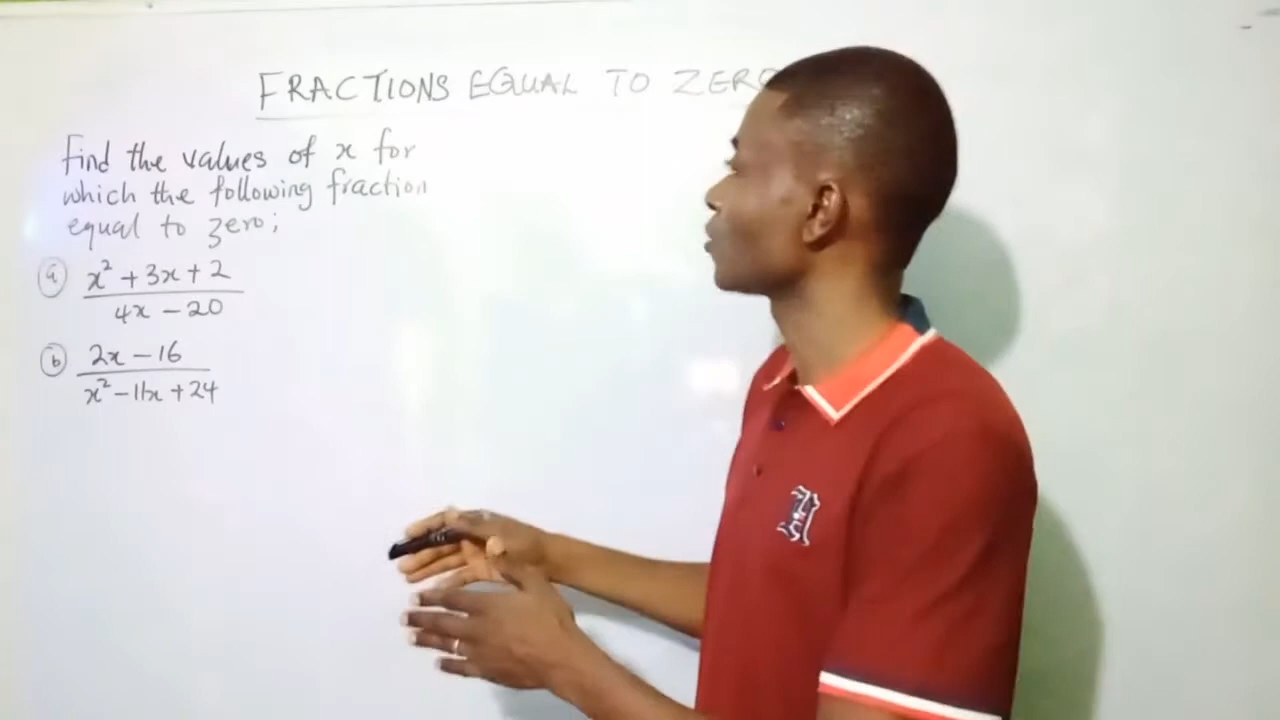 FRACTIONS EQUAL TO ZERO
find the values of x for
which the following fraction
equal to zero;
(a) x² + 3x + 2
4x - 20
(b) 2x - 16
x² - 11x + 24
H